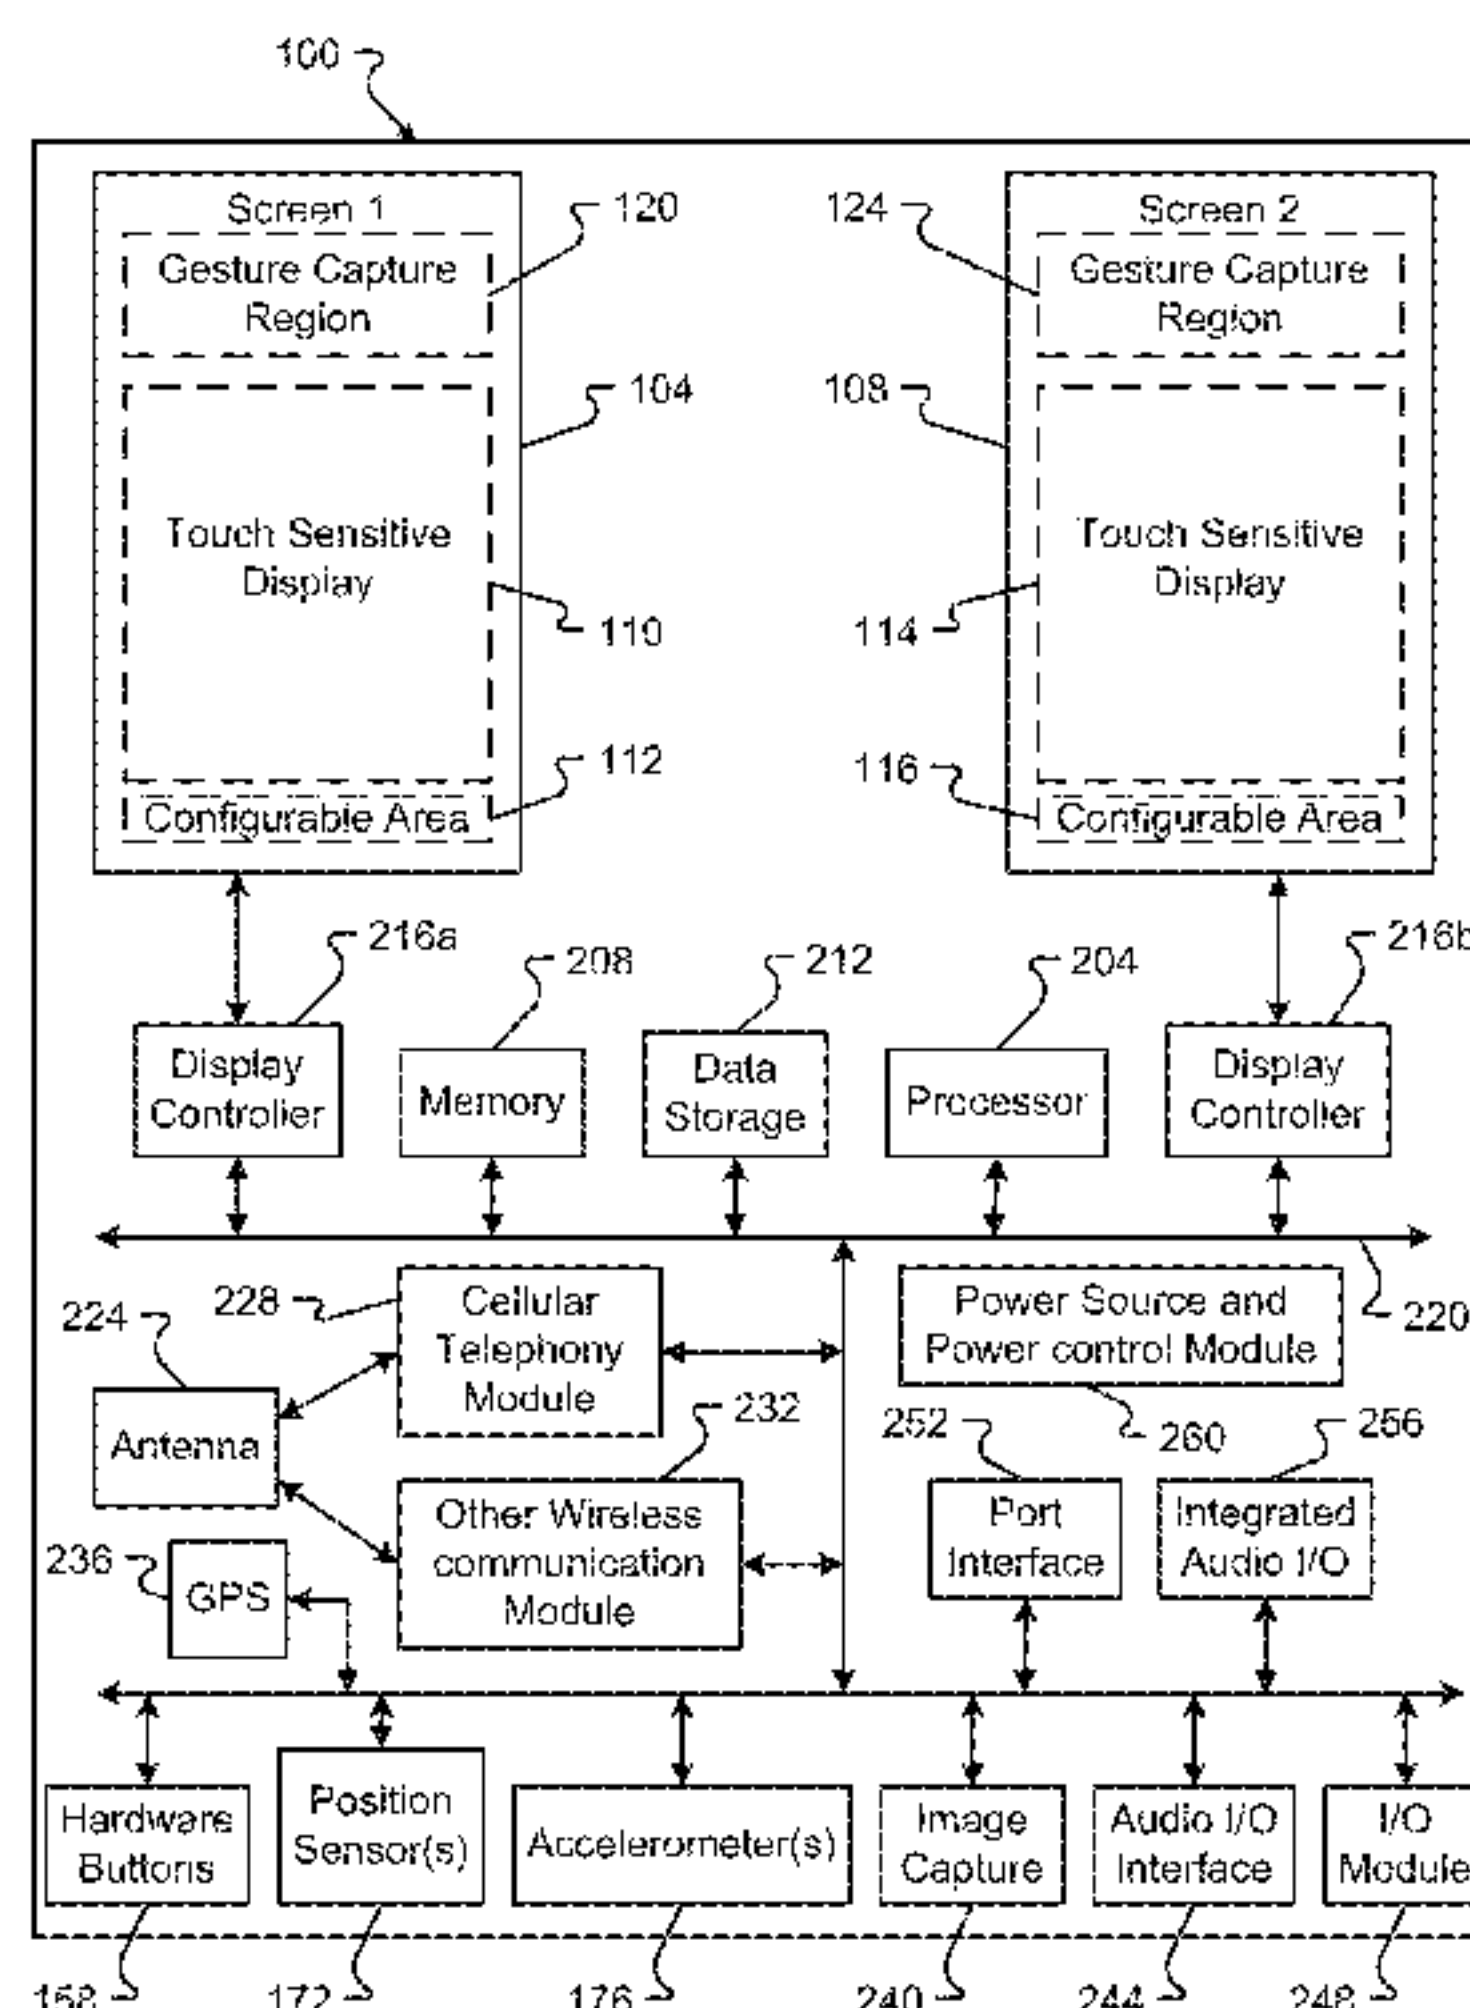 100
Screen 1
120
124
Screen 2
Gesture Capture
Region
Gesture Capture
Region
104
108
Touch Sensitive
Display
Touch Sensitive
Display
110
114
112
116
Configurable Area
Configurable Area
216a
208
212
204
216b
Display
Controller
Memory
Data
Storage
Processor
Display
Controller
224
228
Cellular
Telephony
Module
Power Source and
Power control Module
220
Antenna
232
252
260
256
Other Wireless
communication
Module
Port
Interface
Integrated
Audio I/O
236
GPS
Hardware
Buttons
Position
Sensor(s)
Accelerometer(s)
Image
Capture
Audio I/O
Interface
I/O
Module
158
172
176
240
244
248